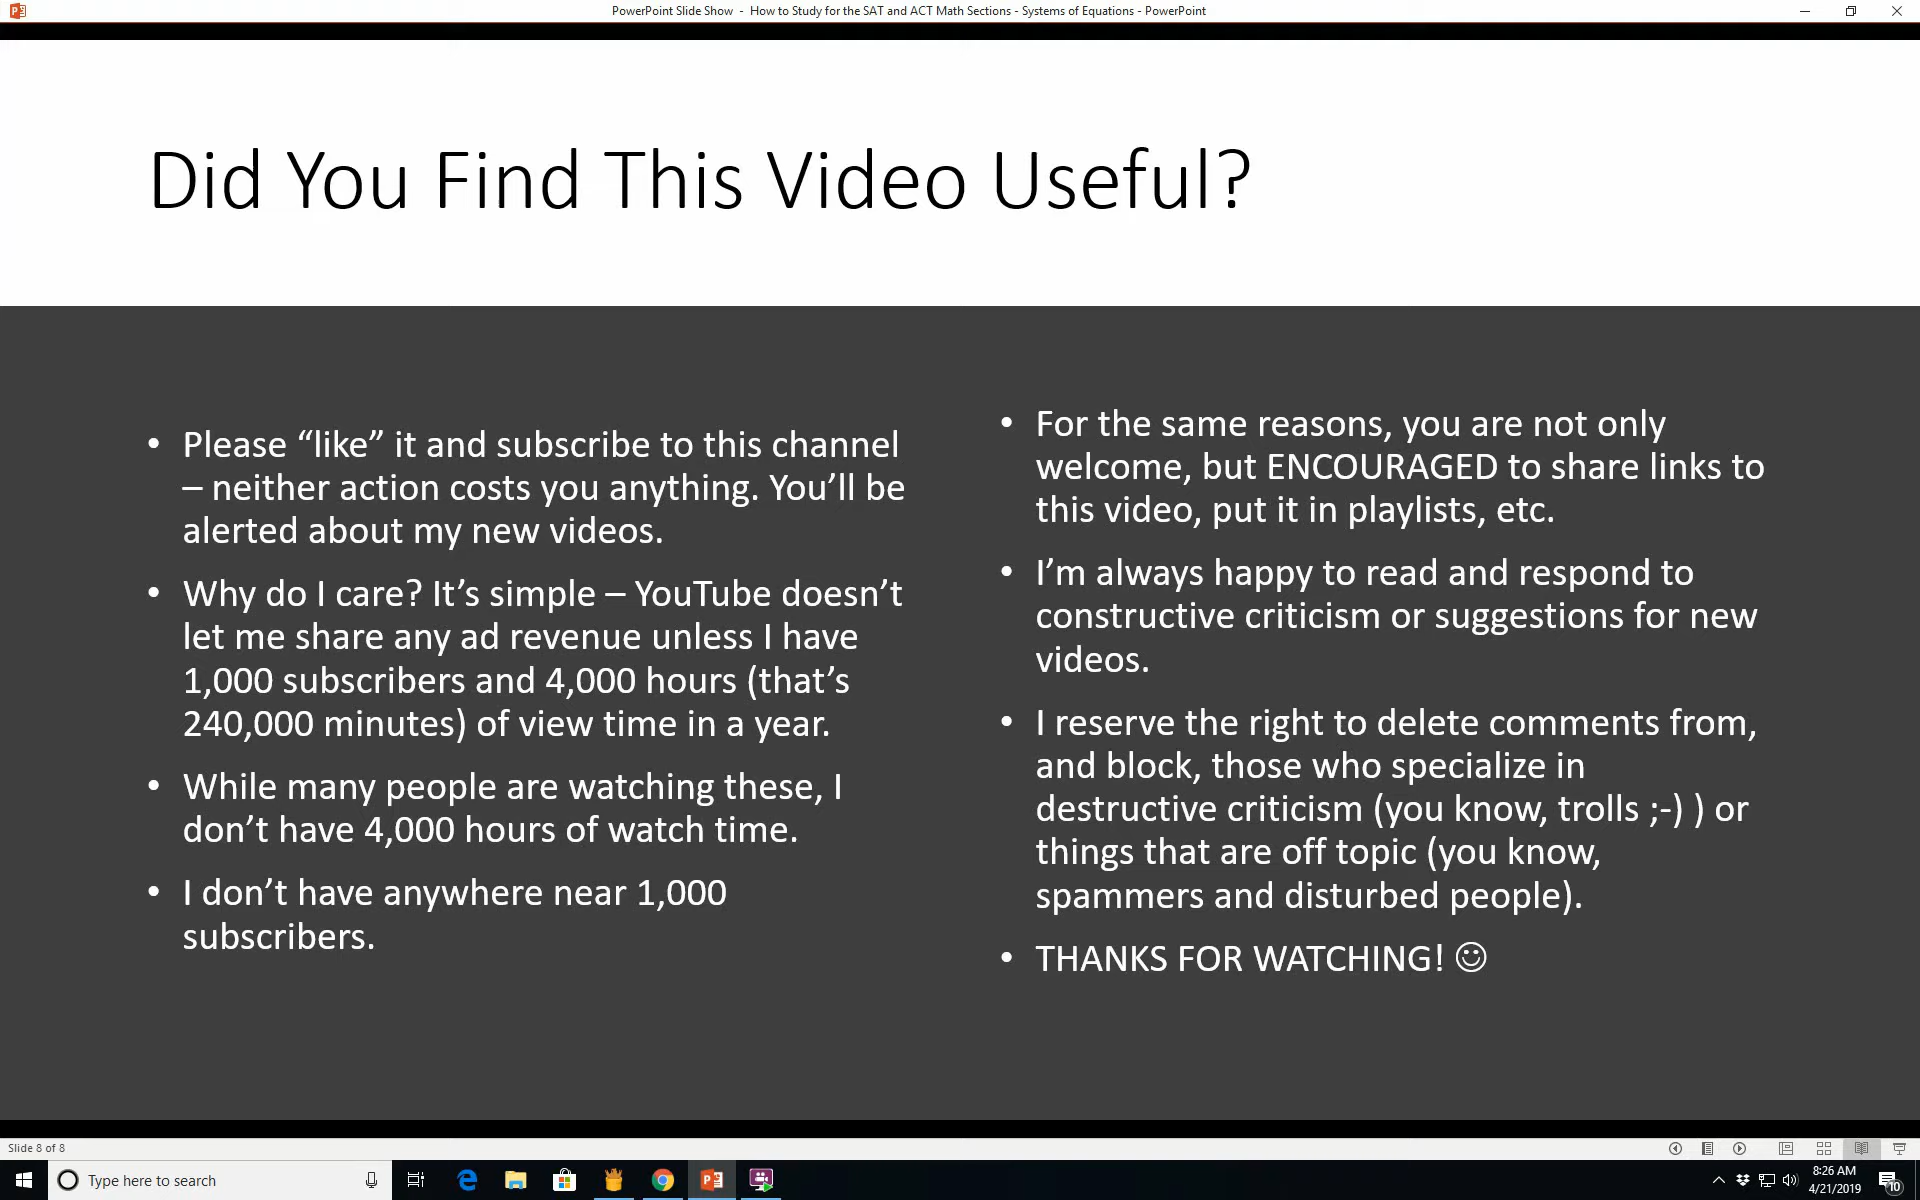 PowerPoint Slide Show - How to Study for the SAT and ACT Math Sections - Systems of Equations - PowerPoint
Did You Find This Video Useful?
• Please “like” it and subscribe to this channel
– neither action costs you anything. You’ll be
alerted about my new videos.
• Why do I care? It’s simple – YouTube doesn’t
let me share any ad revenue unless I have
1,000 subscribers and 4,000 hours (that’s
240,000 minutes) of view time in a year.
• While many people are watching these, I
don’t have 4,000 hours of watch time.
• I don’t have anywhere near 1,000
subscribers.
• For the same reasons, you are not only
welcome, but ENCOURAGED to share links to
this video, put it in playlists, etc.
• I’m always happy to read and respond to
constructive criticism or suggestions for new
videos.
• I reserve the right to delete comments from,
and block, those who specialize in
destructive criticism (you know, trolls ;-) ) or
things that are off topic (you know,
spammers and disturbed people).
• THANKS FOR WATCHING! ☺
Slide 8 of 8
Type here to search
8:26 AM
4/21/2019
10